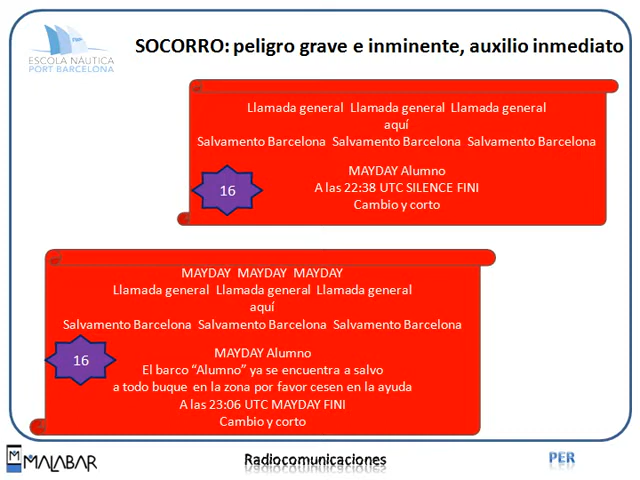 SOCORRO: peligro grave e inminente, auxilio inmediato
ESCOLA NÁUTICA
PORT BARCELONA
Llamada general Llamada general Llamada general
aquí
Salvamento Barcelona Salvamento Barcelona Salvamento Barcelona
MAYDAY Alumno
A las 22:38 UTC SILENCE FINI
Cambio y corto
16
MAYDAY MAYDAY MAYDAY
Llamada general Llamada general Llamada general
aquí
Salvamento Barcelona Salvamento Barcelona Salvamento Barcelona
MAYDAY Alumno
El barco “Alumno” ya se encuentra a salvo
a todo buque en la zona por favor cesen en la ayuda
A las 23:06 UTC MAYDAY FINI
Cambio y corto
16
MALABAR
Radiocomunicaciones
PER